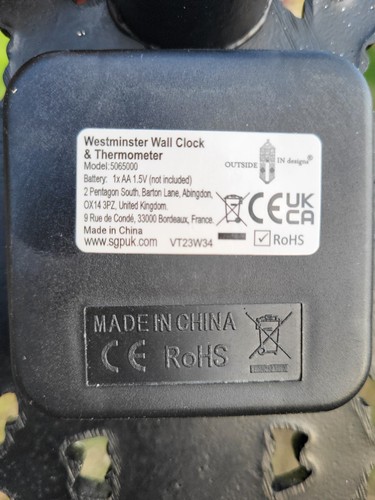 Westminster Wall Clock
& Thermometer
Model: 5065000
Battery: 1x AA 1.5V (not included)
2 Pentagon South, Barton Lane, Abingdon,
OX14 3PZ, United Kingdom.
9 Rue de Condé, 33000 Bordeaux, France.
Made in China
www.sgpuk.com VT23W34
OUTSIDE IN designs®
CE UK
CA
RoHS
MADE IN CHINA
CE RoHS